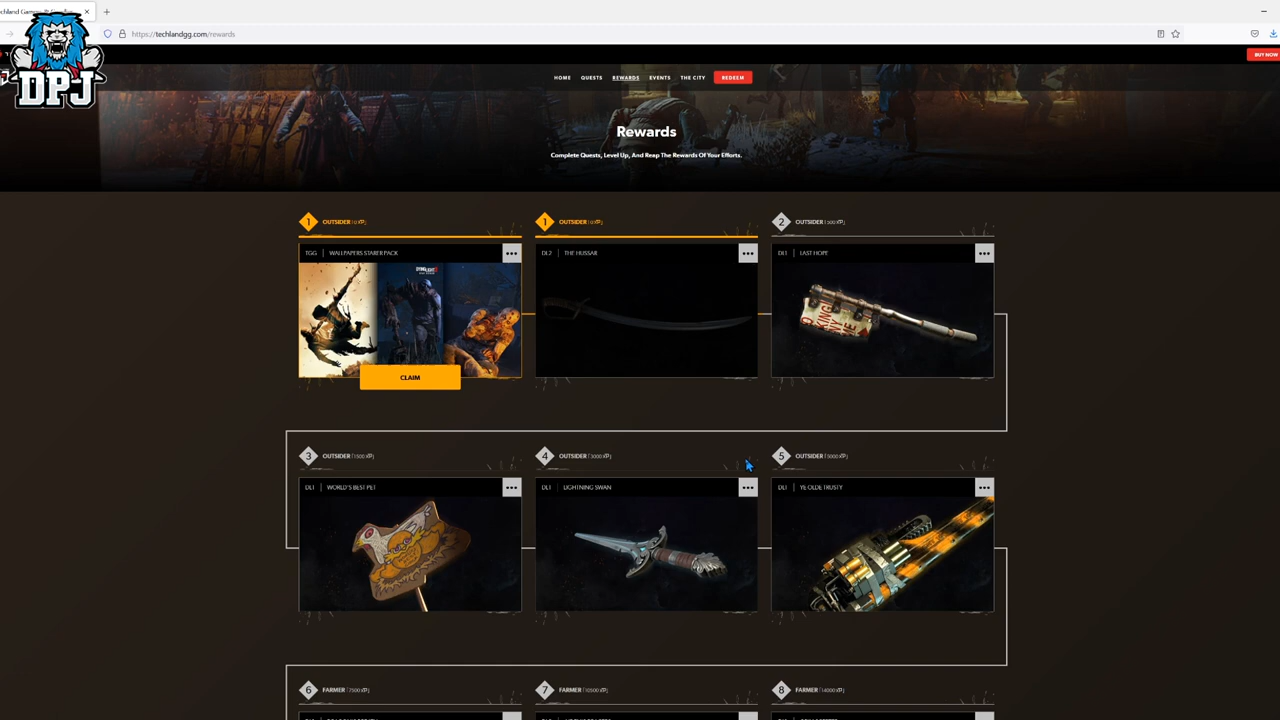 https://techlandgg.com/rewards
DPJ
BUY NOW
HOME QUESTS REWARDS EVENTS THE CITY REDEEM
Rewards
Complete Quests, Level Up, And Reap The Rewards Of Your Efforts.
1 OUTSIDER [0 XP]
1 OUTSIDER [0 XP]
2 OUTSIDER [500 XP]
TGG | WALLPAPERS STARER PACK
DL2 | THE HUSSAR
DL1 | LAST HOPE
CLAIM
3 OUTSIDER [1500 XP]
4 OUTSIDER [3000 XP]
5 OUTSIDER [5000 XP]
DL1 | WORLD'S BEST PET
DL1 | LIGHTNING SWAN
DL1 | YE OLDE TRUSTY
6 FARMER [7500 XP]
7 FARMER [10500 XP]
8 FARMER [14000 XP]